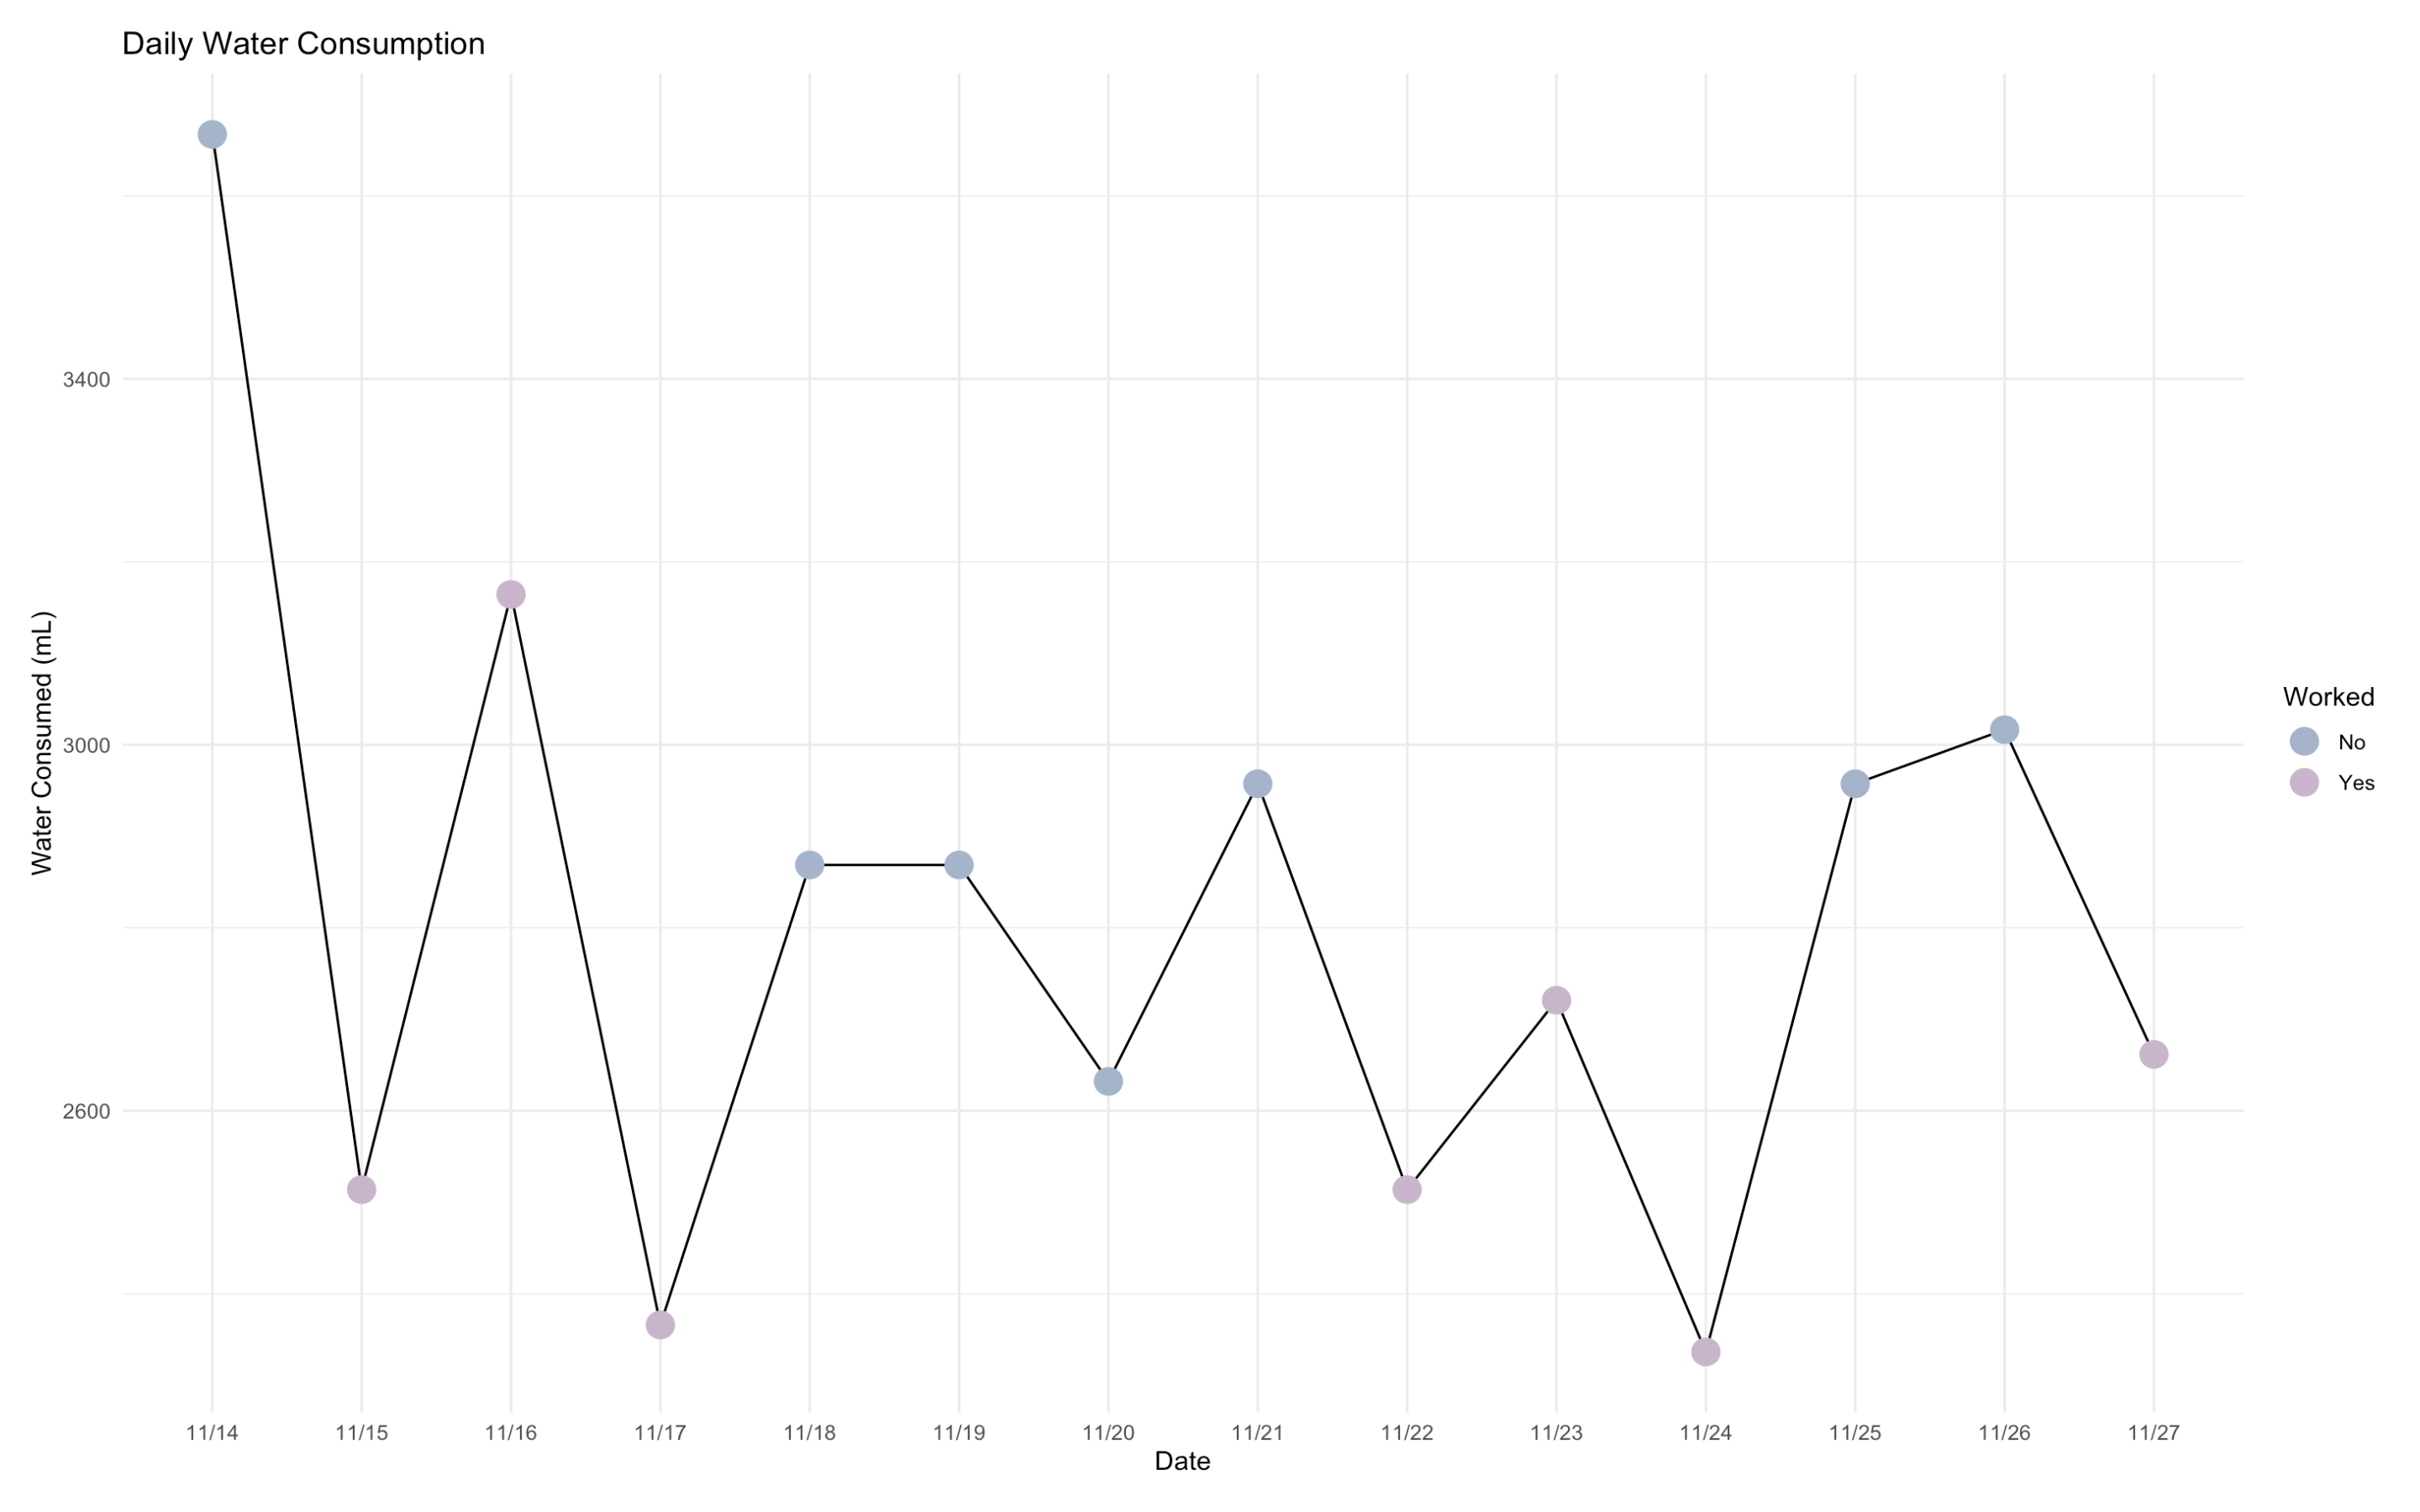 Daily Water Consumption
3400
3000
2600
Water Consumed (mL)
11/14 11/15 11/16 11/17 11/18 11/19 11/20 11/21 11/22 11/23 11/24 11/25 11/26 11/27
Date
Worked
No
Yes